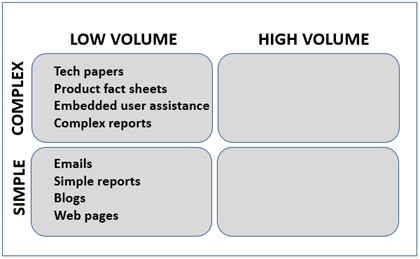 LOW VOLUME
HIGH VOLUME
COMPLEX
Tech papers
Product fact sheets
Embedded user assistance
Complex reports
SIMPLE
Emails
Simple reports
Blogs
Web pages